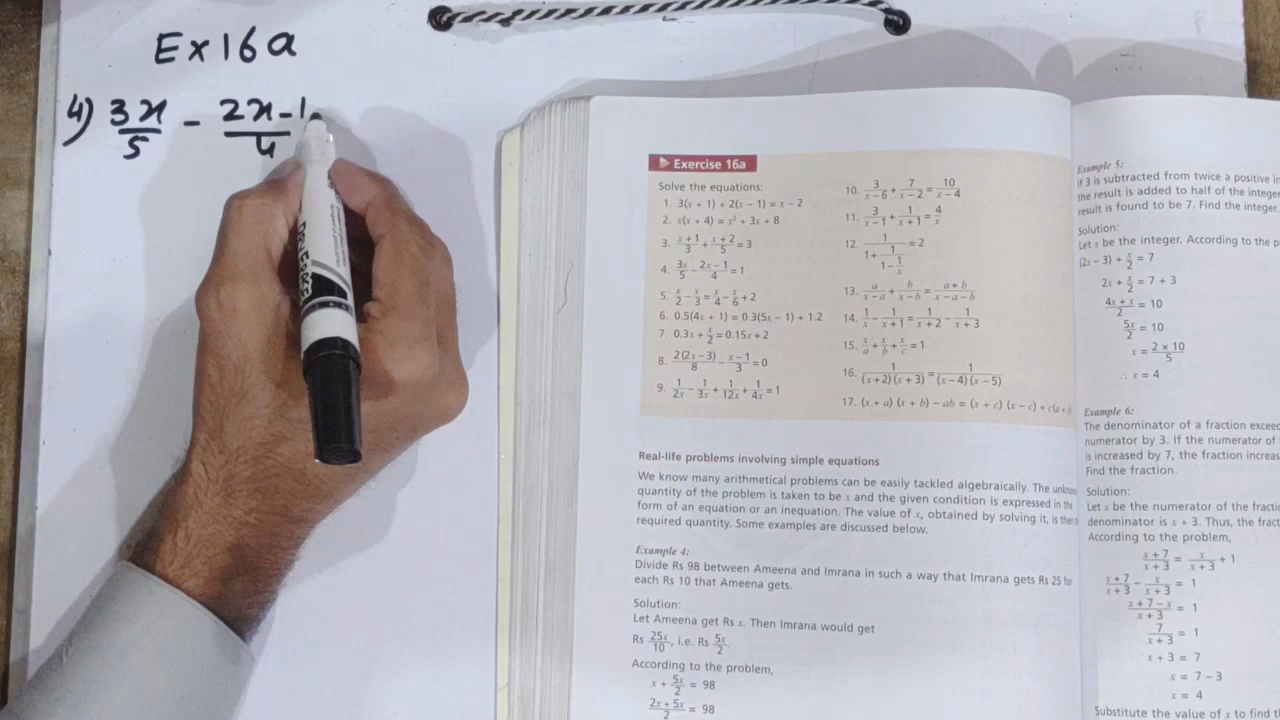 Ex 16a
4) 3x/5 - 2x-1/4
Exercise 16a
Solve the equations:
1. 3(x + 1) + 2(x − 1) = x − 2
2. x(x + 4) = x² + 3x + 8
3. x+1/3 + x+2/5 = 3
4. 3x/5 − 2x−1/4 = 1
5. x/2 − x/3 = x/4 − x/6 + 2
6. 0.5(4x + 1) = 0.3(5x − 1) + 1.2
7. 0.3x + x/2 = 0.15x + 2
8. 2(2x−3)/8 − x−1/3 = 0
9. 1/2x − 1/3x + 1/12x + 1/4x = 1
10. 3/x−6 + 7/x−2 = 10/x−4
11. 3/x−1 + 1/x+1 = 4/x
12. 1/1+1/1−1/x = 2
13. a/x−a + b/x−b = a+b/x−a−b
14. 1/x − 1/x+1 = 1/x+2 − 1/x+3
15. x/a + x/b + x/c = 1
16. 1/(x+2)(x+3) = 1/(x−4)(x−5)
17. (x + a) (x + b) − ab = (x + c) (x − c) + c(a + b
Real-life problems involving simple equations
We know many arithmetical problems can be easily tackled algebraically. The unknow
quantity of the problem is taken to be x and the given condition is expressed in the
form of an equation or an inequation. The value of x, obtained by solving it, is the
required quantity. Some examples are discussed below.
Example 4:
Divide Rs 98 between Ameena and Imrana in such a way that Imrana gets Rs 25 for
each Rs 10 that Ameena gets.
Solution:
Let Ameena get Rs x. Then Imrana would get
Rs 25x/10, i.e. Rs 5x/2.
According to the problem,
x + 5x/2 = 98
2x + 5x/2 = 98
Example 5:
If 3 is subtracted from twice a positive in
the result is added to half of the integer
result is found to be 7. Find the integer.
Solution:
Let x be the integer. According to the p
(2x − 3) + x/2 = 7
2x + x/2 = 7 + 3
4x + x/2 = 10
5x/2 = 10
x = 2 × 10/5
∴ x = 4
Example 6:
The denominator of a fraction exceed
numerator by 3. If the numerator of
is increased by 7, the fraction increas
Find the fraction.
Solution:
Let x be the numerator of the fracti
denominator is x + 3. Thus, the frac
According to the problem,
x+7/x+3 = x/x+3 + 1
x+7/x+3 − x/x+3 = 1
x+7−x/x+3 = 1
7/x+3 = 1
x + 3 = 7
x = 7 − 3
x = 4
Substitute the value of x to find t